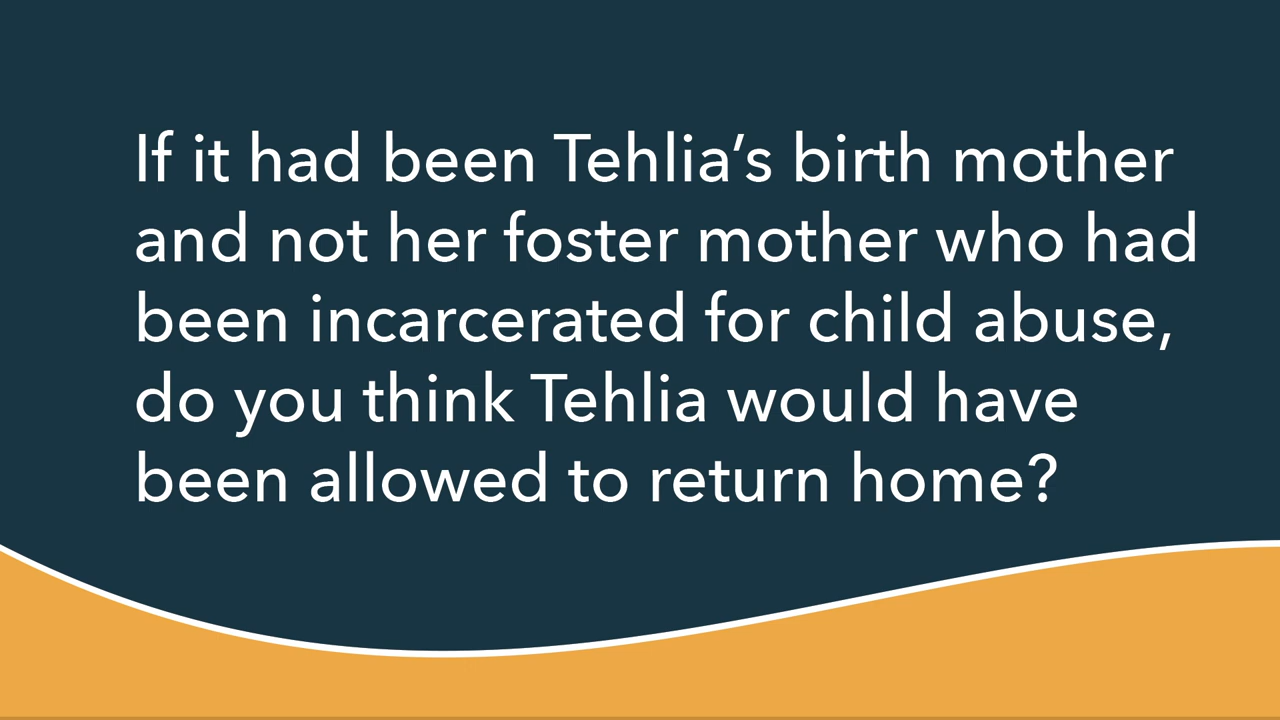 If it had been Tehlia’s birth mother
and not her foster mother who had
been incarcerated for child abuse,
do you think Tehlia would have
been allowed to return home?